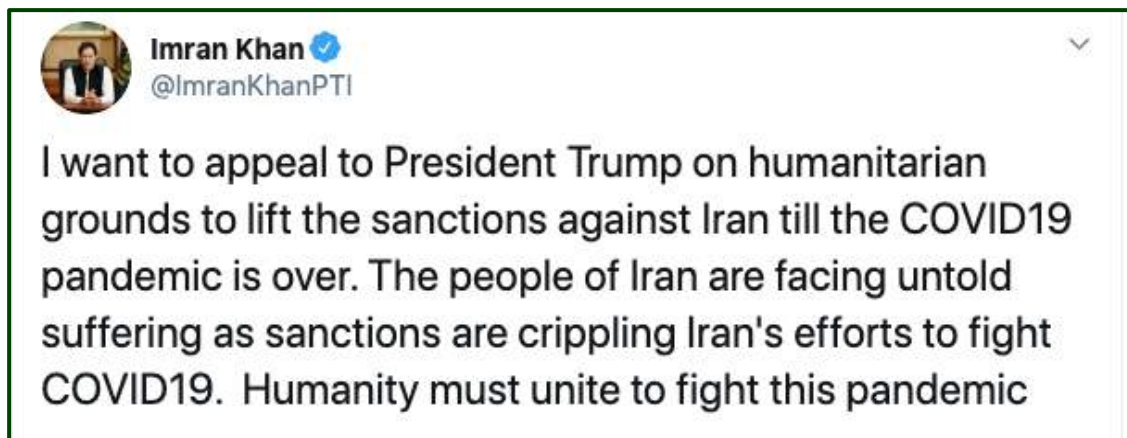 Imran Khan
@ImranKhanPTI
I want to appeal to President Trump on humanitarian
grounds to lift the sanctions against Iran till the COVID19
pandemic is over. The people of Iran are facing untold
suffering as sanctions are crippling Iran's efforts to fight
COVID19.  Humanity must unite to fight this pandemic